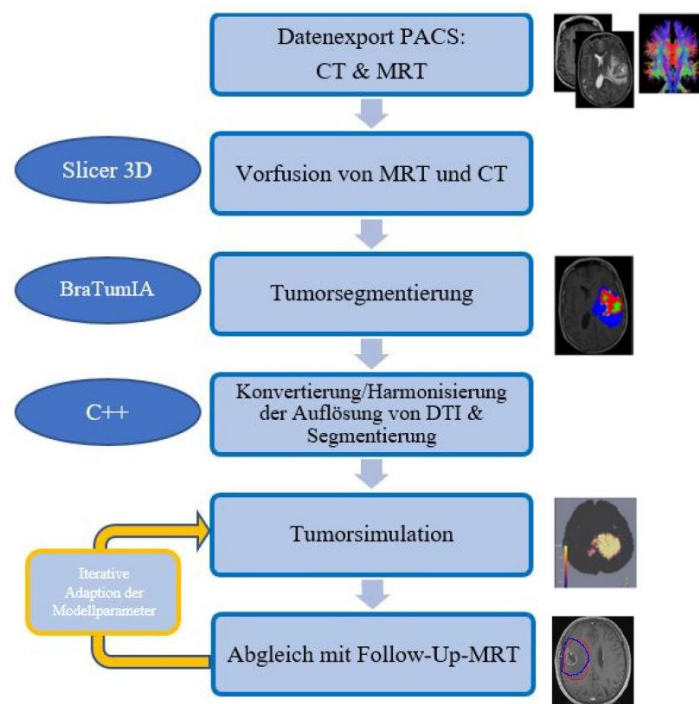 Datenexport PACS:
CT & MRT
Slicer 3D
Vorfusion von MRT und CT
BraTumIA
Tumorsegmentierung
C++
Konvertierung/Harmonisierung
der Auflösung von DTI &
Segmentierung
Tumorsimulation
Iterative
Adaption der
Modellparameter
Abgleich mit Follow-Up-MRT